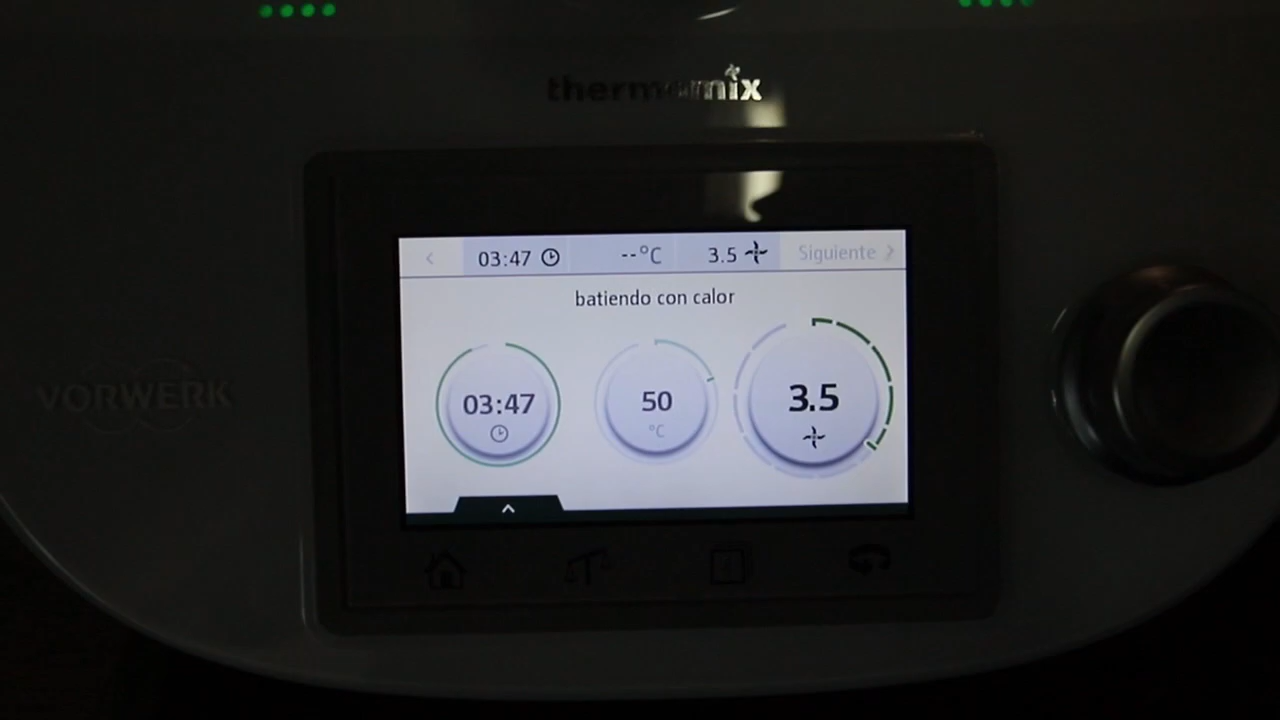 thermomix
03:47 --°C 3.5 Siguiente
batiendo con calor
03:47 50 °C 3.5
VORWERK